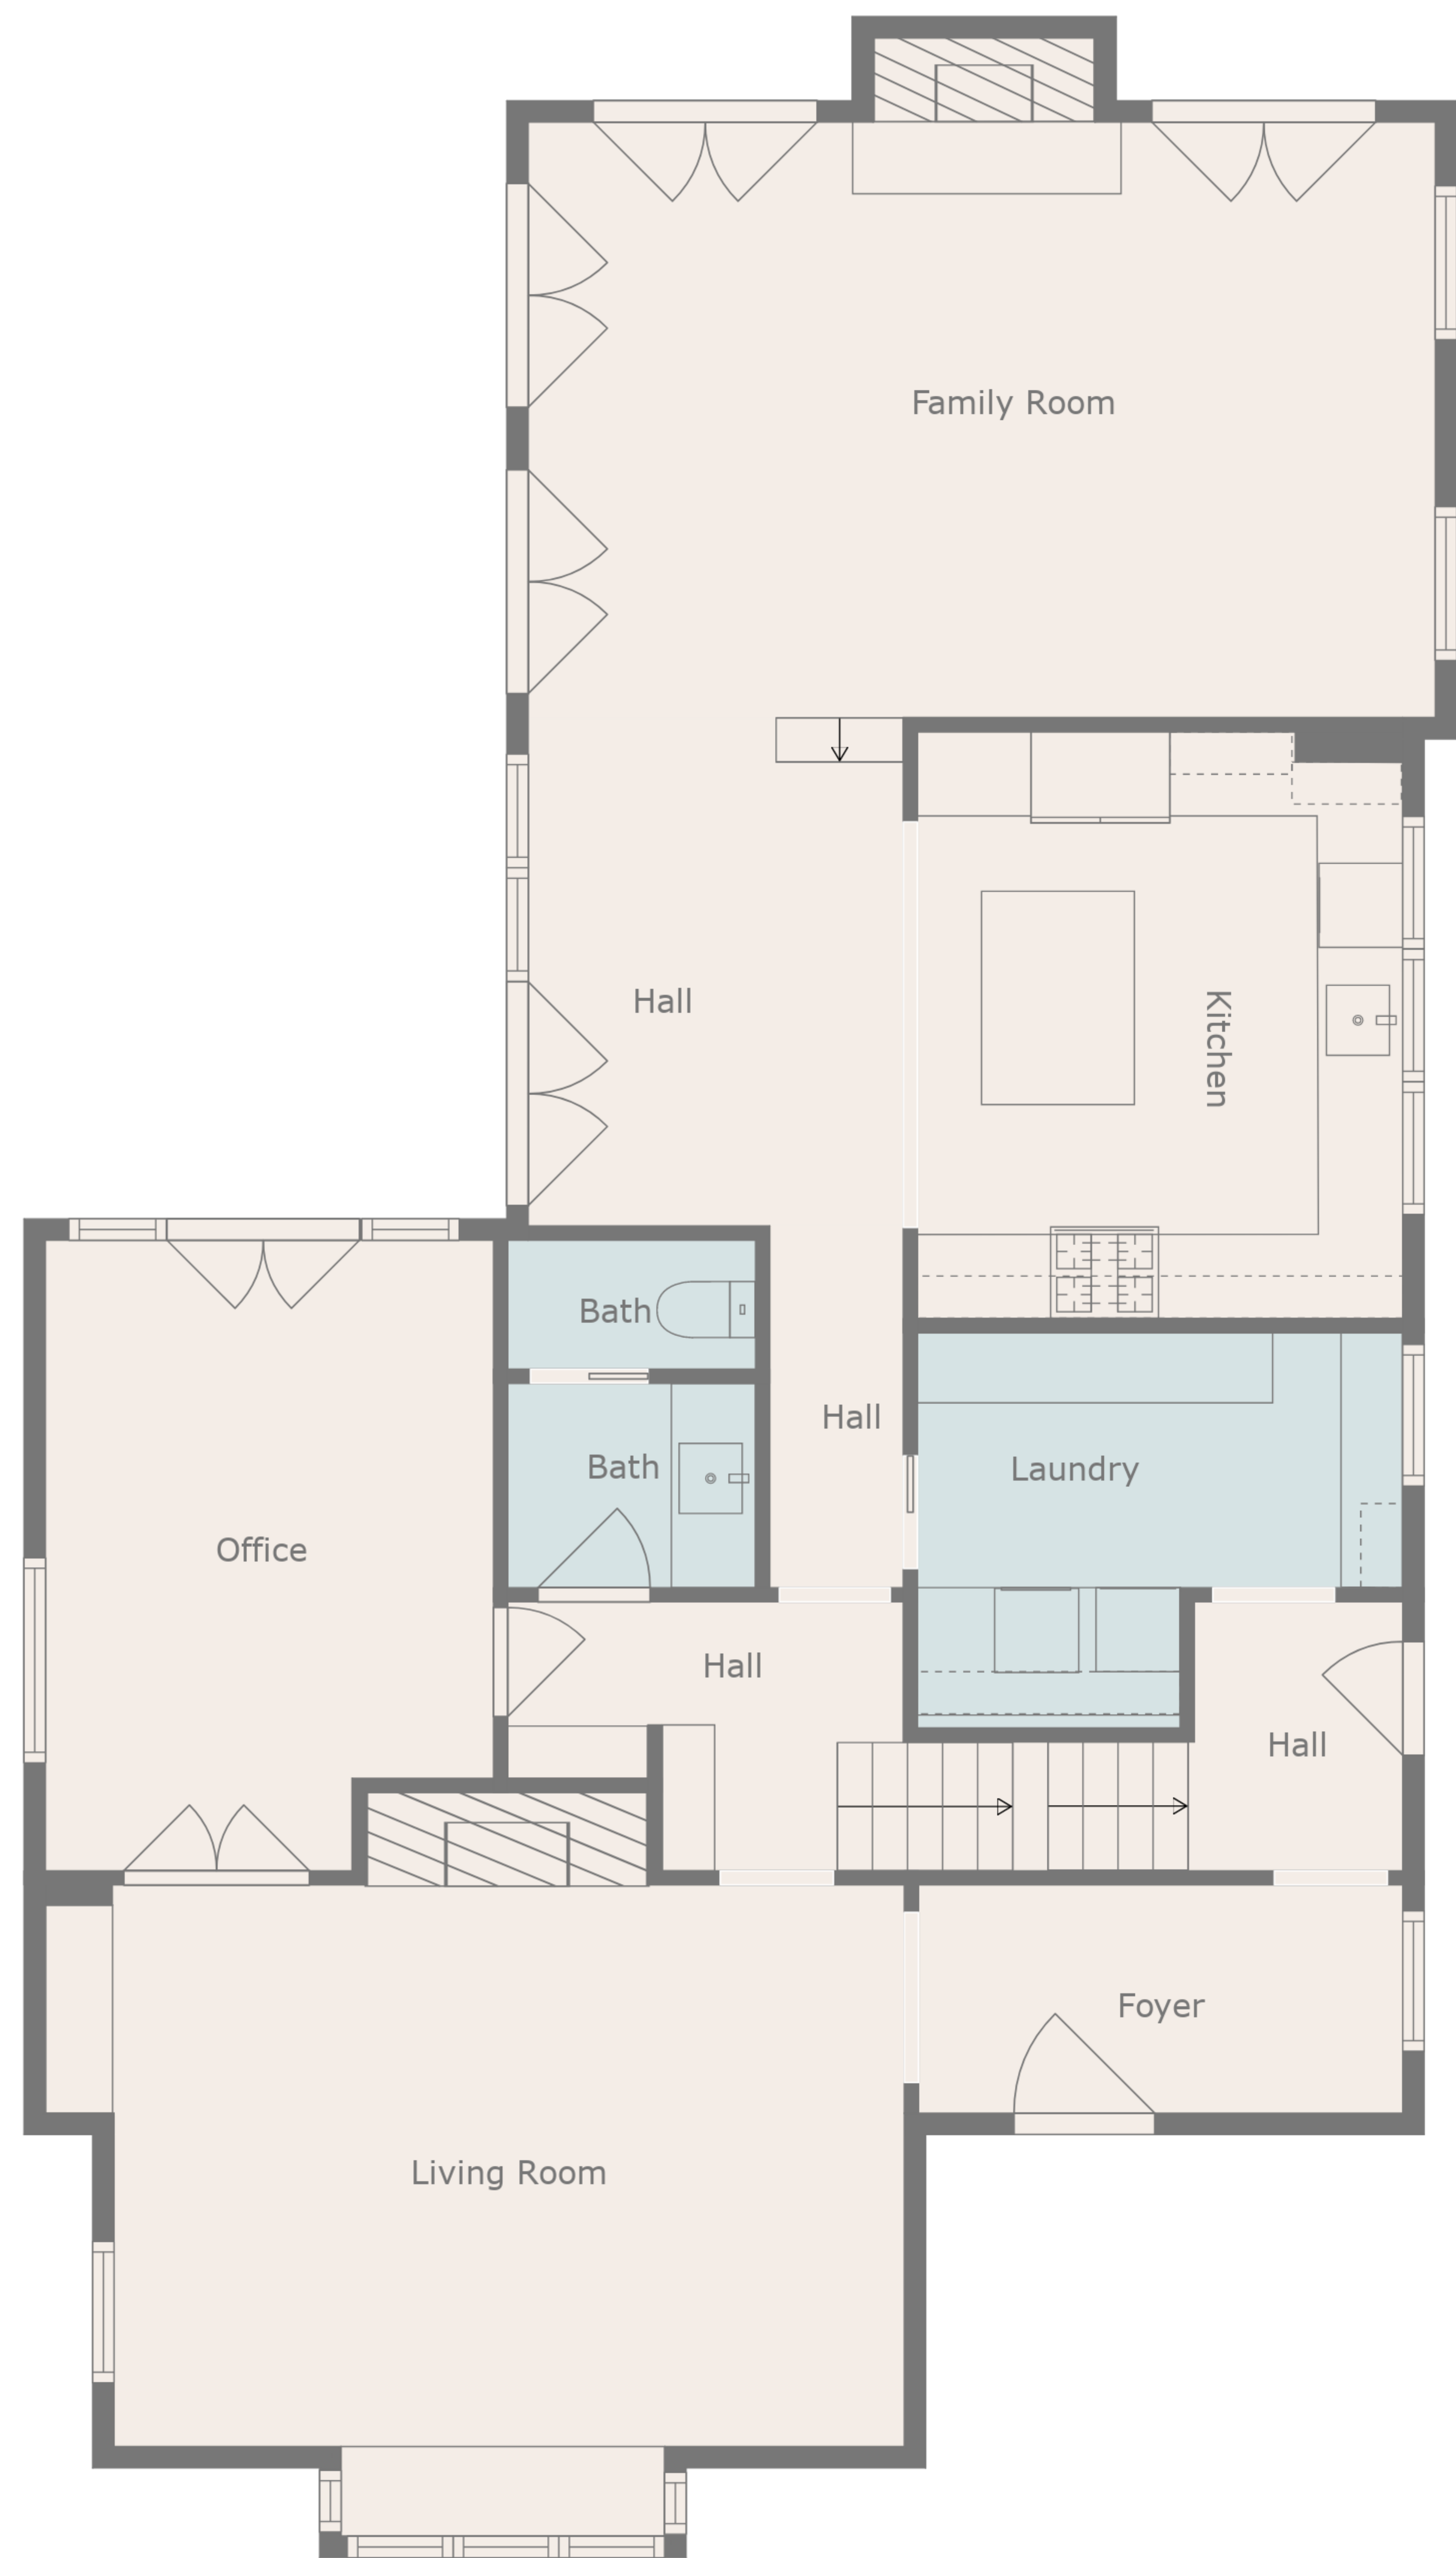 Family Room
Hall
Kitchen
Bath
Hall
Bath
Laundry
Office
Hall
Hall
Foyer
Living Room